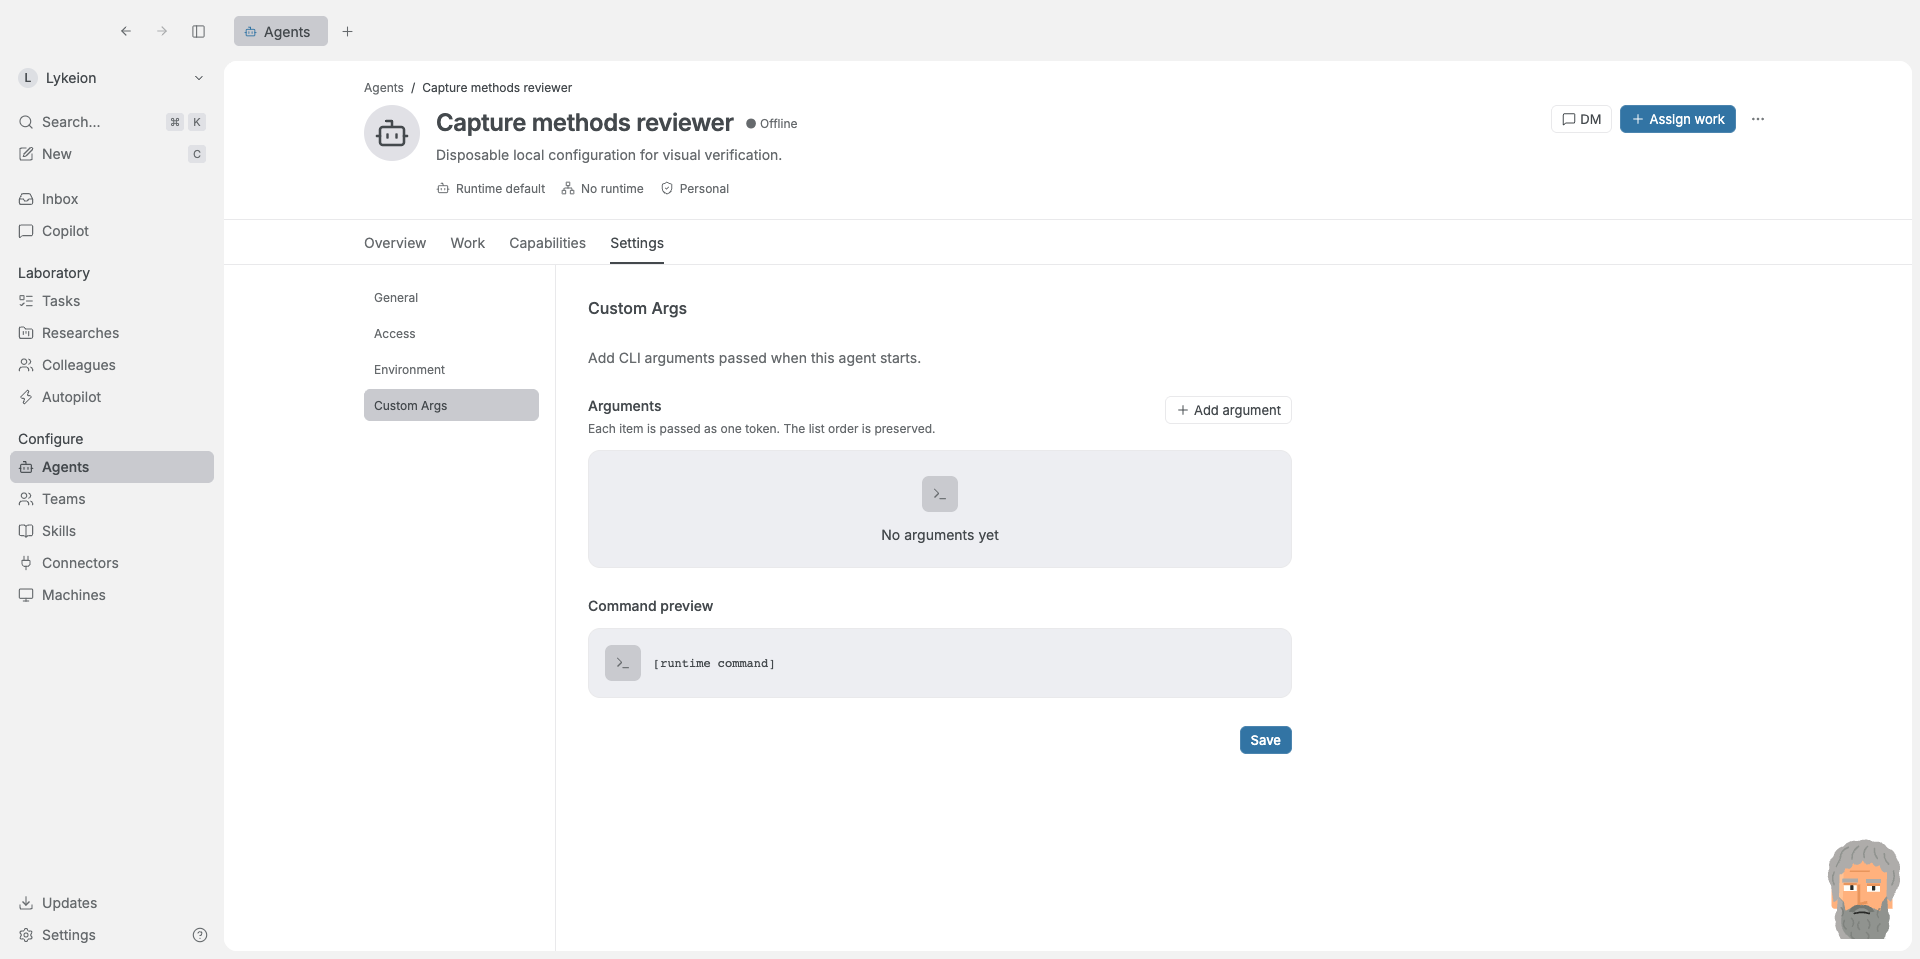 Agents
L Lykeion
Search... ⌘ K
New C
Inbox
Copilot
Laboratory
Tasks
Researches
Colleagues
Autopilot
Configure
Agents
Teams
Skills
Connectors
Machines
Updates
Settings
Agents / Capture methods reviewer
Capture methods reviewer Offline
Disposable local configuration for visual verification.
Runtime default No runtime Personal
DM + Assign work
Overview Work Capabilities Settings
General
Access
Environment
Custom Args
Custom Args
Add CLI arguments passed when this agent starts.
Arguments
Each item is passed as one token. The list order is preserved.
+ Add argument
No arguments yet
Command preview
[runtime command]
Save